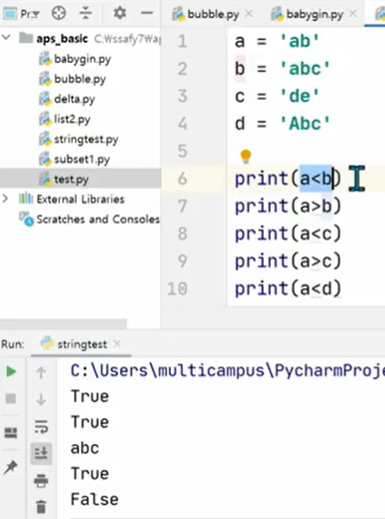 Pr...
bubble.py
babygin.py
aps_basic C:\ssafy7\ap
babygin.py
bubble.py
delta.py
list2.py
stringtest.py
subset1.py
test.py
External Libraries
Scratches and Consoles
1 a = 'ab'
2 b = 'abc'
3 c = 'de'
4 d = 'Abc'
5
6 print(a<b)
7 print(a>b)
8 print(a<c)
9 print(a>c)
10 print(a<d)
Run: stringtest
C:\Users\multicampus\PycharmProje
True
True
abc
True
False